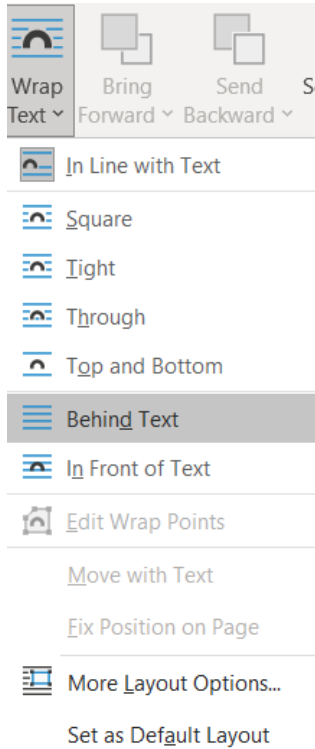 Wrap Bring Send S
Text Forward Backward
In Line with Text
Square
Tight
Through
Top and Bottom
Behind Text
In Front of Text
Edit Wrap Points
Move with Text
Fix Position on Page
More Layout Options...
Set as Default Layout